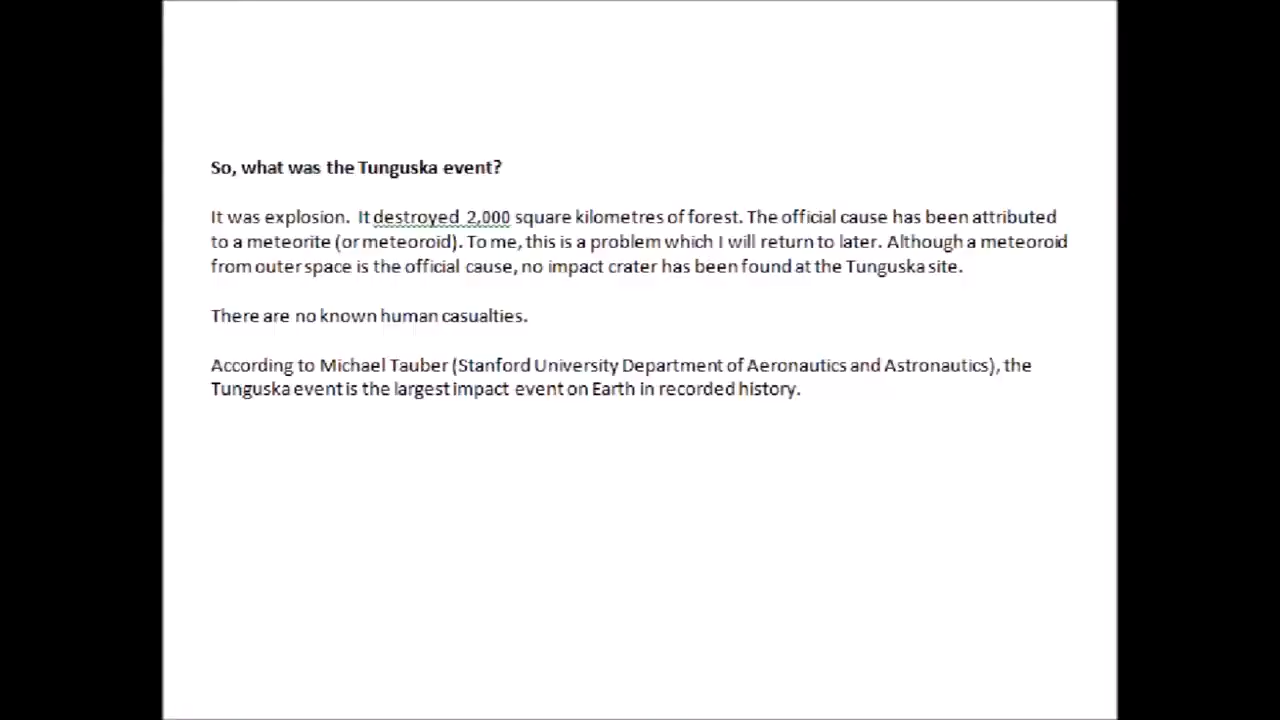 So, what was the Tunguska event?
It was explosion.  It destroyed 2,000 square kilometres of forest. The official cause has been attributed
to a meteorite (or meteoroid). To me, this is a problem which I will return to later. Although a meteoroid
from outer space is the official cause, no impact crater has been found at the Tunguska site.
There are no known human casualties.
According to Michael Tauber (Stanford University Department of Aeronautics and Astronautics), the
Tunguska event is the largest impact event on Earth in recorded history.